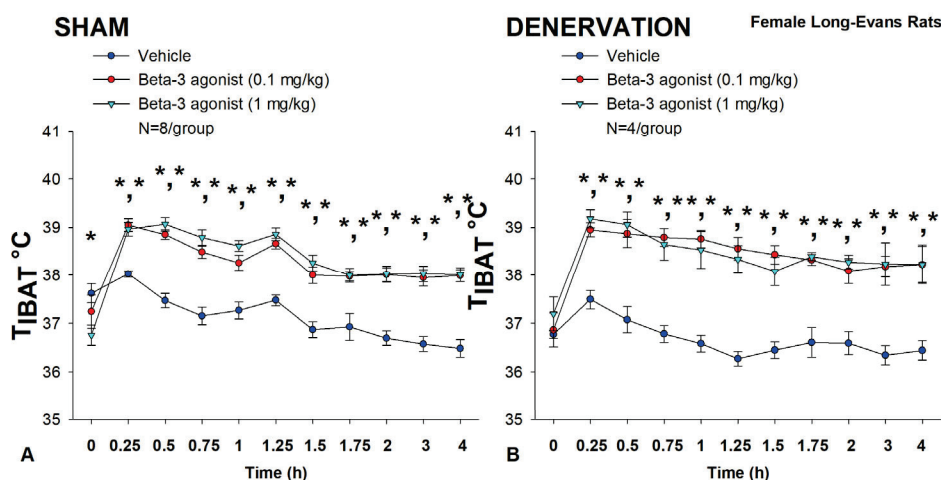 SHAM
Vehicle
Beta-3 agonist (0.1 mg/kg)
Beta-3 agonist (1 mg/kg)
N=8/group
41
40
39
38
37
36
35
TIBAT °C
* *,* *,* *,* *,* *,* *,* *,* *,* *,* *,*
0 0.25 0.5 0.75 1 1.25 1.5 1.75 2 3 4
Time (h)
A
DENERVATION
Female Long-Evans Rats
Vehicle
Beta-3 agonist (0.1 mg/kg)
Beta-3 agonist (1 mg/kg)
N=4/group
41
40
39
38
37
36
35
TIBAT °C
*,* *,* *,* *,* *,* *,* *,* *,* *,* *,*
0 0.25 0.5 0.75 1 1.25 1.5 1.75 2 3 4
Time (h)
B